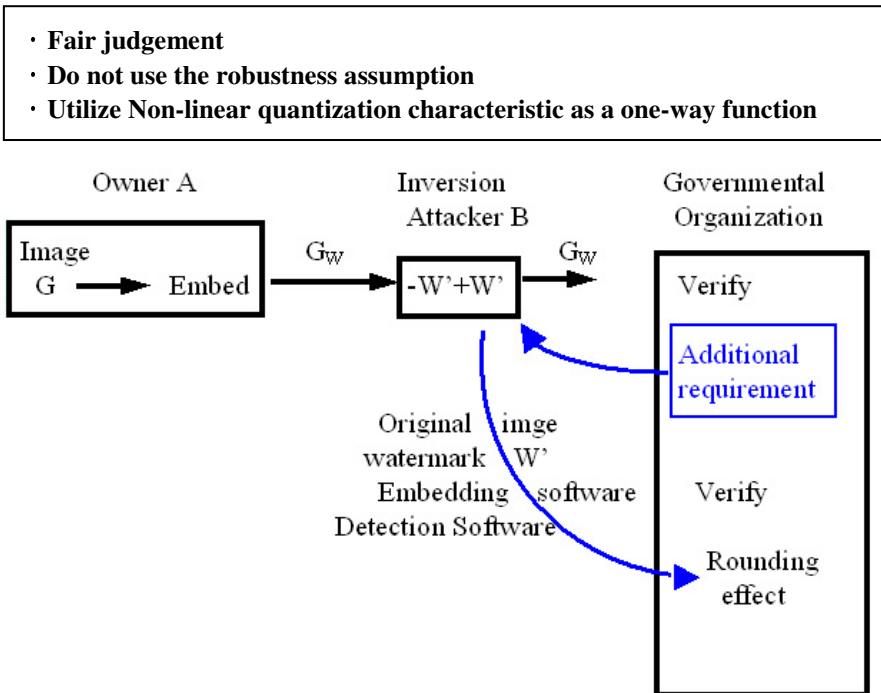 · Fair judgement
· Do not use the robustness assumption
· Utilize Non-linear quantization characteristic as a one-way function
Owner A
Inversion
Attacker B
Governmental
Organization
Image
G
Embed
GW
-W'+W'
GW
Verify
Additional
requirement
Original imge
watermark W'
Embedding software
Detection Software
Verify
Rounding
effect